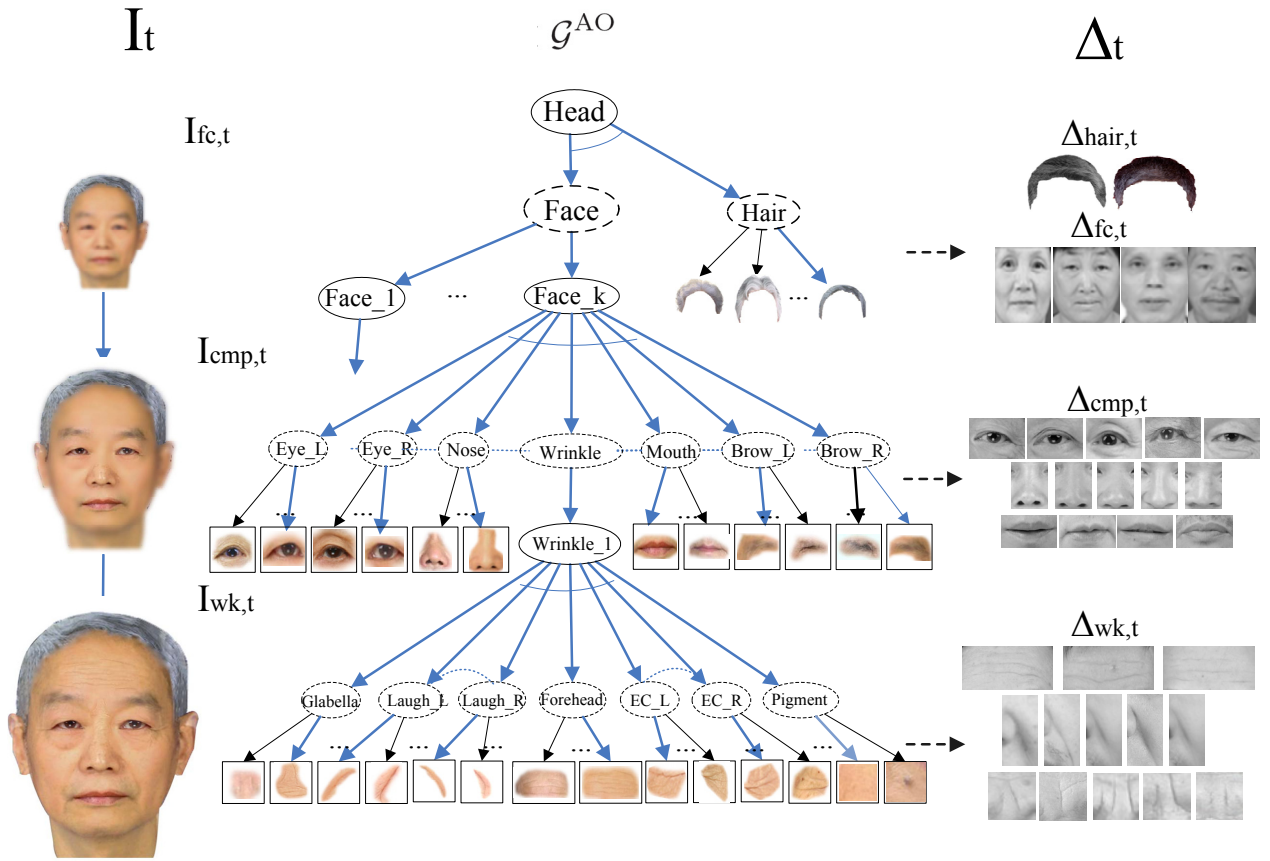 It
𝒢AO
Δt
Head
Ifc,t
Δhair,t
Face
Hair
Δfc,t
Face_1
...
Face_k
...
Icmp,t
Δcmp,t
Eye_L
Eye_R
Nose
Wrinkle
Mouth
Brow_L
Brow_R
...
...
...
...
...
...
Wrinkle_1
Iwk,t
Δwk,t
Glabella
Laugh_L
Laugh_R
Forehead
EC_L
EC_R
Pigment
...
...
...
...
...
...